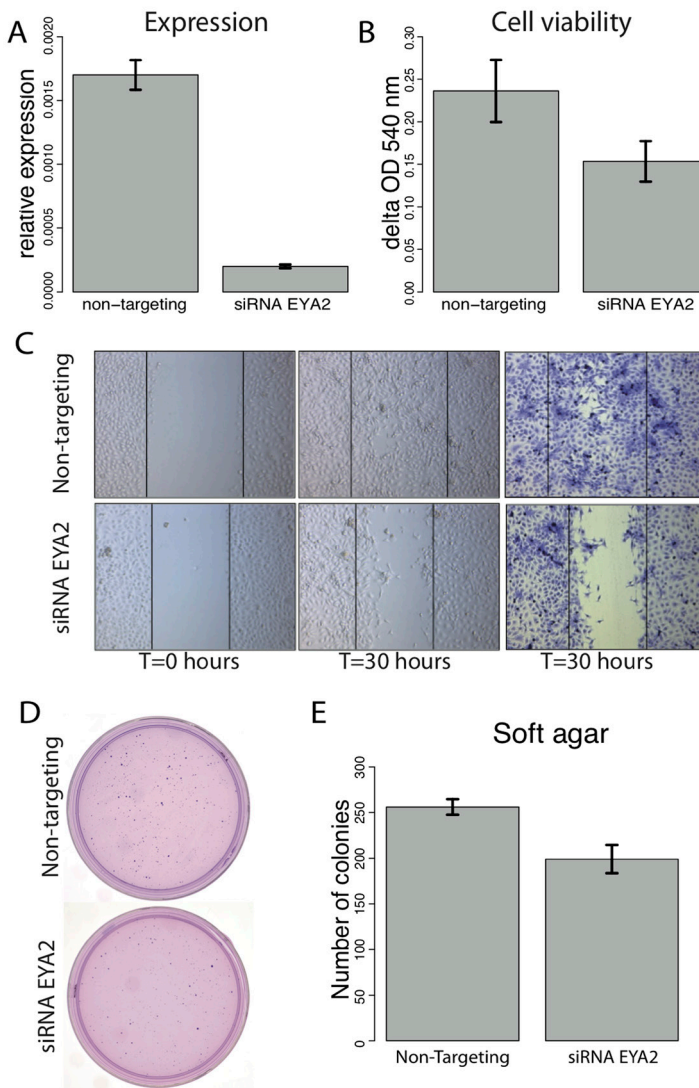 A
Expression
relative expression
0.0020
0.0015
0.0010
0.0005
0.0000
non-targeting
siRNA EYA2
B
Cell viability
delta OD 540 nm
0.30
0.25
0.20
0.15
0.10
0.05
0.00
non-targeting
siRNA EYA2
C
Non-targeting
siRNA EYA2
T=0 hours
T=30 hours
T=30 hours
D
Non-targeting
siRNA EYA2
E
Soft agar
Number of colonies
300
250
200
150
100
50
0
Non-Targeting
siRNA EYA2